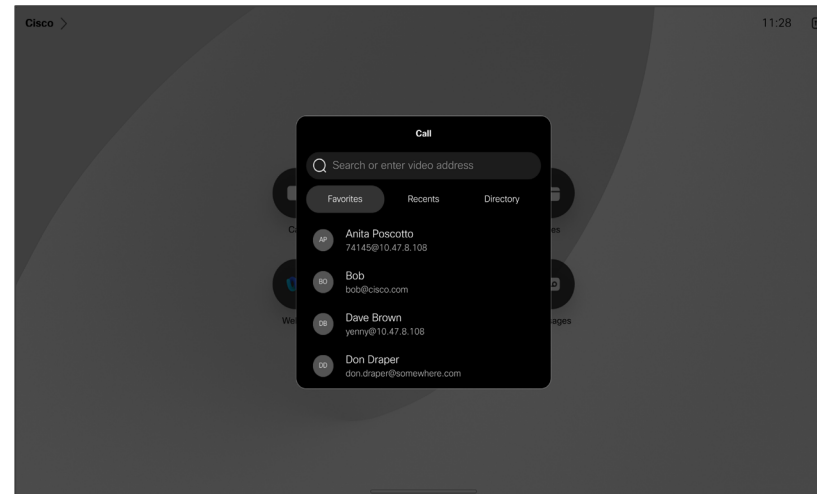 Cisco
11:28
Call
Search or enter video address
Favorites Recents Directory
AP Anita Poscotto
74145@10.47.8.108
BO Bob
bob@cisco.com
DB Dave Brown
yenny@10.47.8.108
DD Don Draper
don.draper@somewhere.com